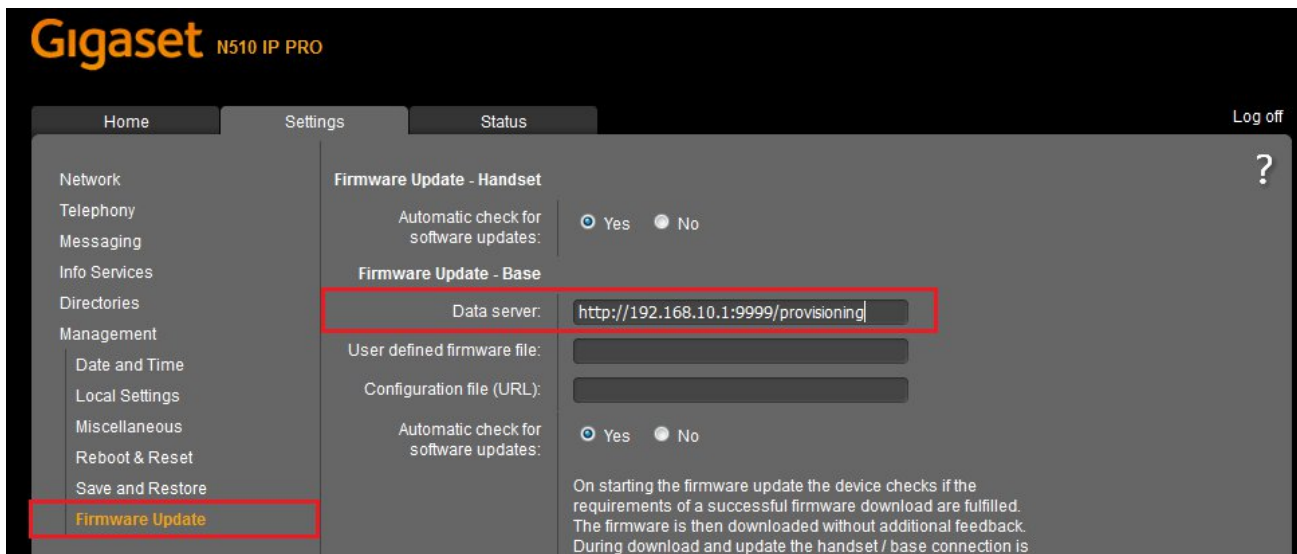 Gigaset N510 IP PRO
Home Settings Status Log off
?
Network
Telephony
Messaging
Info Services
Directories
Management
Date and Time
Local Settings
Miscellaneous
Reboot & Reset
Save and Restore
Firmware Update
Firmware Update - Handset
Automatic check for
software updates:
Yes No
Firmware Update - Base
Data server: http://192.168.10.1:9999/provisioning
User defined firmware file:
Configuration file (URL):
Automatic check for
software updates:
Yes No
On starting the firmware update the device checks if the
requirements of a successful firmware download are fulfilled.
The firmware is then downloaded without additional feedback.
During download and update the handset / base connection is